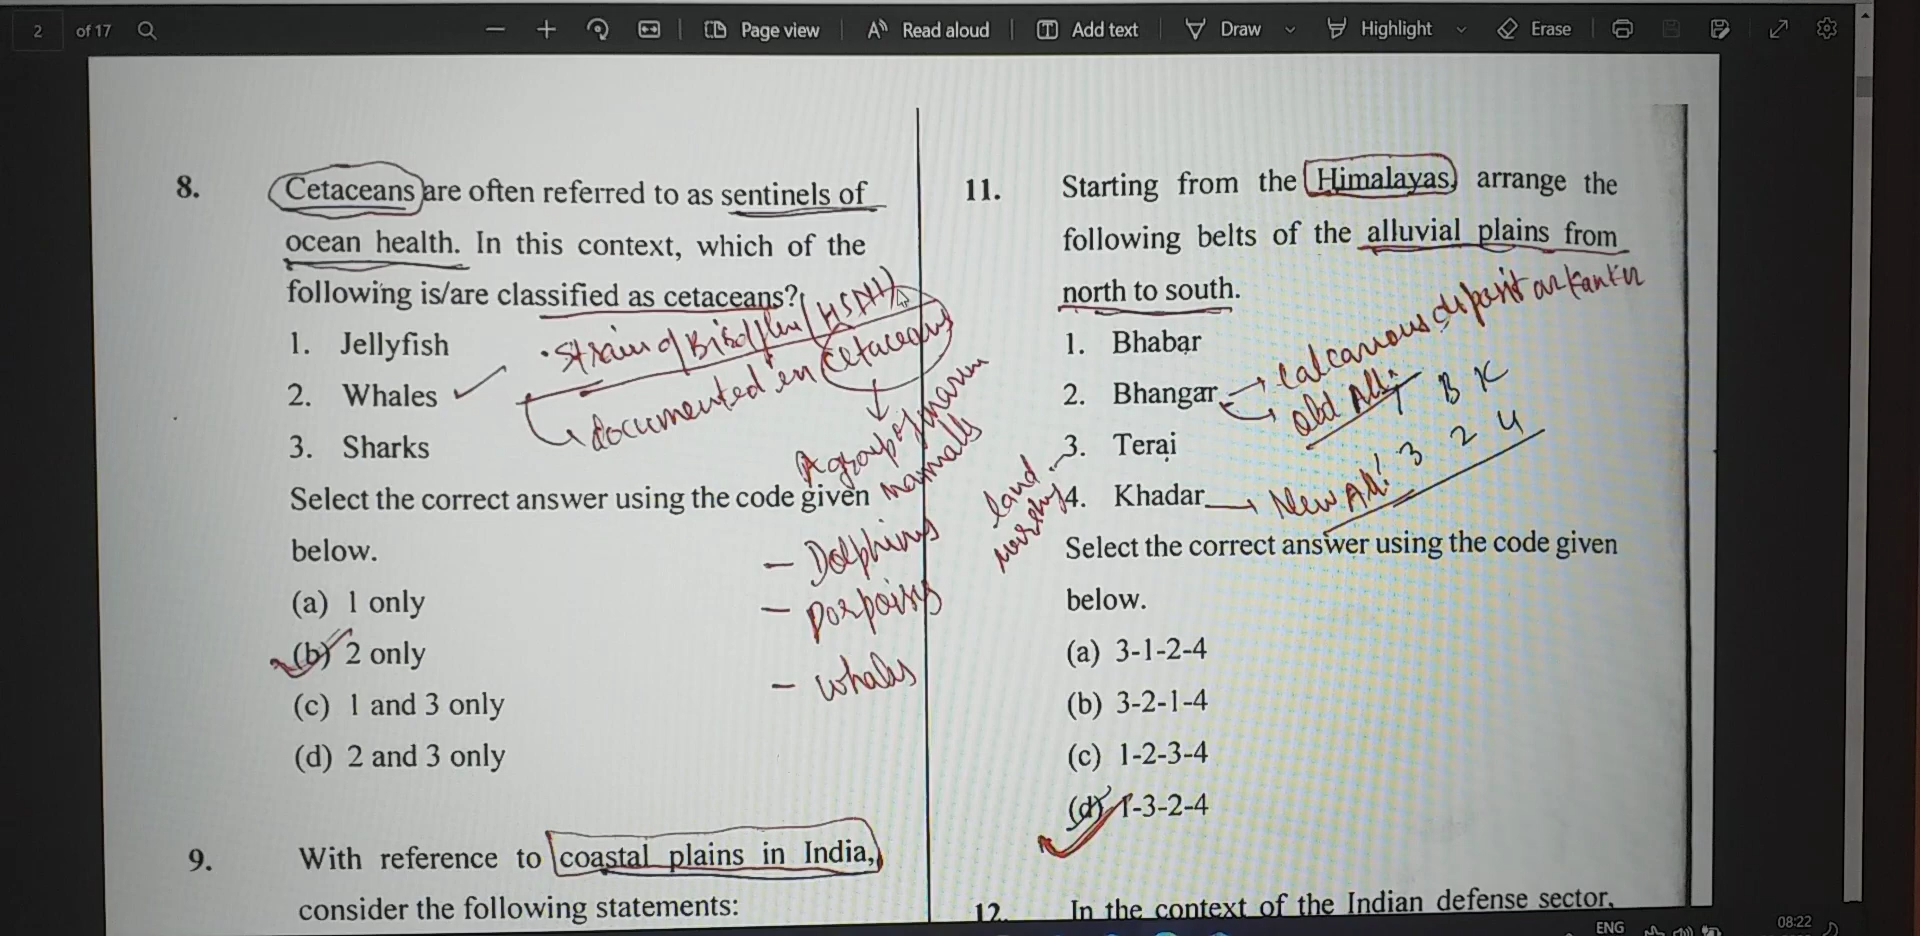 2 of 17
Page view
Read aloud
Add text
Draw
Highlight
Erase
8. Cetaceans are often referred to as sentinels of
ocean health. In this context, which of the
following is/are classified as cetaceans?
1. Jellyfish
2. Whales
3. Sharks
• Strain of Bird flu (H5N1)
documented in Cetaceans
A group of marine
mammals
- Dolphins
- Porpoises
- Whales
Select the correct answer using the code given
below.
(a) 1 only
(b) 2 only
(c) 1 and 3 only
(d) 2 and 3 only
9. With reference to coastal plains in India,
consider the following statements:
11. Starting from the Himalayas, arrange the
following belts of the alluvial plains from
north to south.
1. Bhabar
2. Bhangar
3. Terai
4. Khadar
calcarious deposit or Kankar
old All.
New All.
B K
1 3 2 4
land
marshy
Select the correct answer using the code given
below.
(a) 3-1-2-4
(b) 3-2-1-4
(c) 1-2-3-4
(d) 1-3-2-4
12. In the context of the Indian defense sector,
ENG
08:22